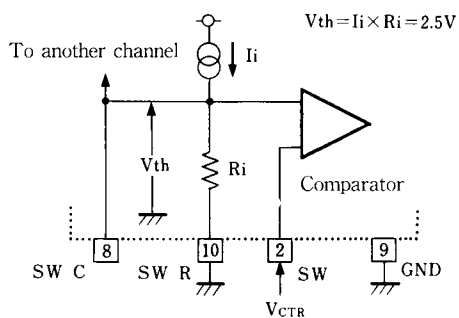 Vth=Ii×Ri=2.5V
To another channel
Ii
Vth
Ri
Comparator
8
10
2
9
SW C
SW R
SW
GND
VCTR